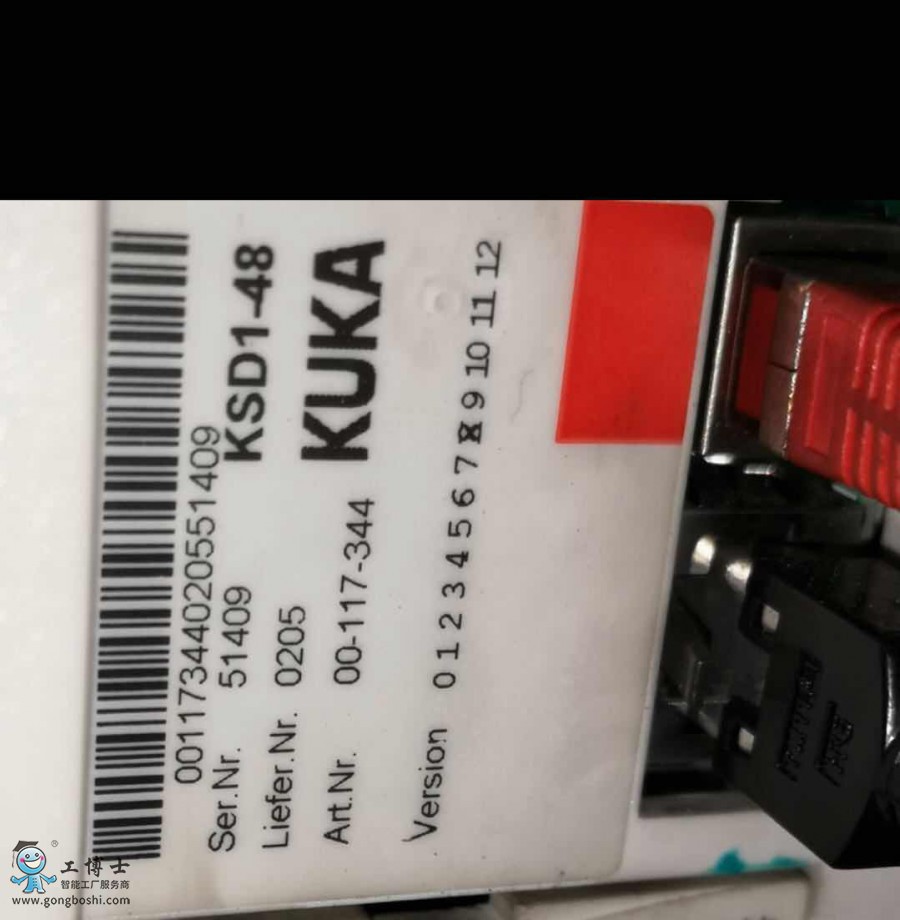 001173440205551409
Ser.Nr. 51409 KSD1-48
Liefer.Nr. 0205
Art.Nr. 00-117-344 KUKA
Version 0 1 2 3 4 5 6 7 8 9 10 11 12
工博士
智能工厂服务商
www.gongboshi.com